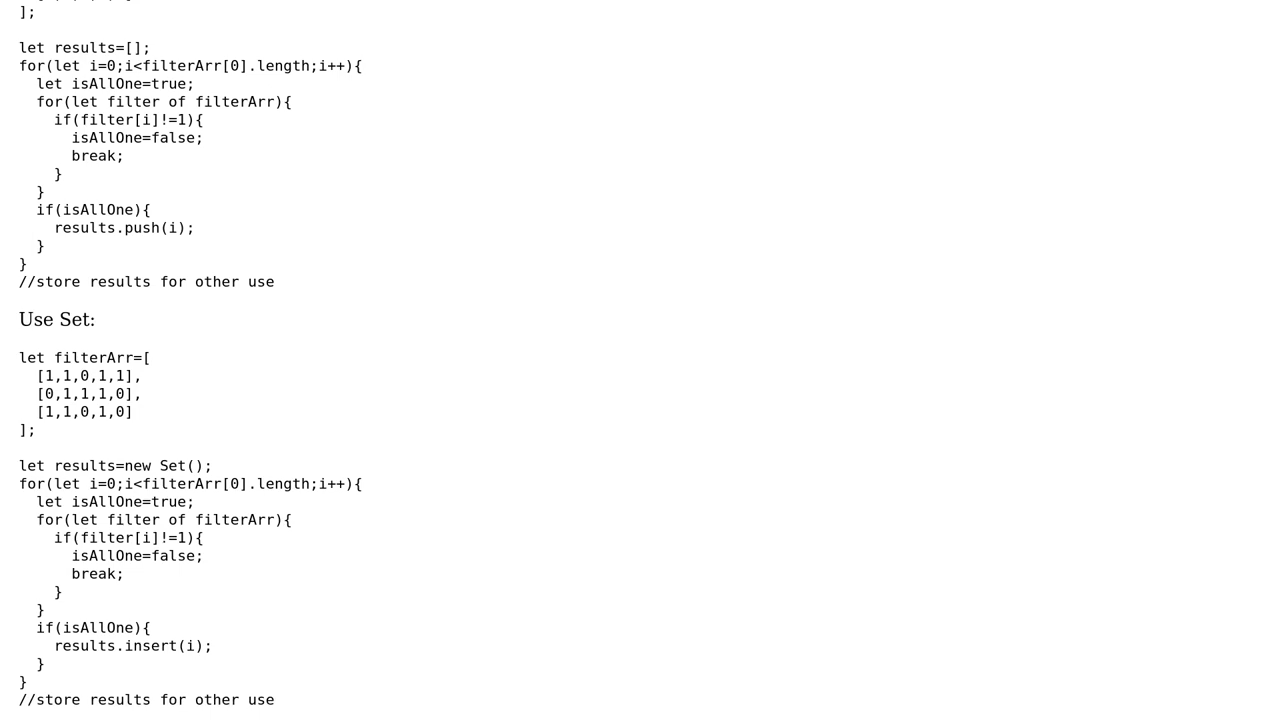 ];

let results=[];
for(let i=0;i<filterArr[0].length;i++){
  let isAllOne=true;
  for(let filter of filterArr){
    if(filter[i]!=1){
      isAllOne=false;
      break;
    }
  }
  if(isAllOne){
    results.push(i);
  }
}
//store results for other use

Use Set:

let filterArr=[
  [1,1,0,1,1],
  [0,1,1,1,0],
  [1,1,0,1,0]
];

let results=new Set();
for(let i=0;i<filterArr[0].length;i++){
  let isAllOne=true;
  for(let filter of filterArr){
    if(filter[i]!=1){
      isAllOne=false;
      break;
    }
  }
  if(isAllOne){
    results.insert(i);
  }
}
//store results for other use